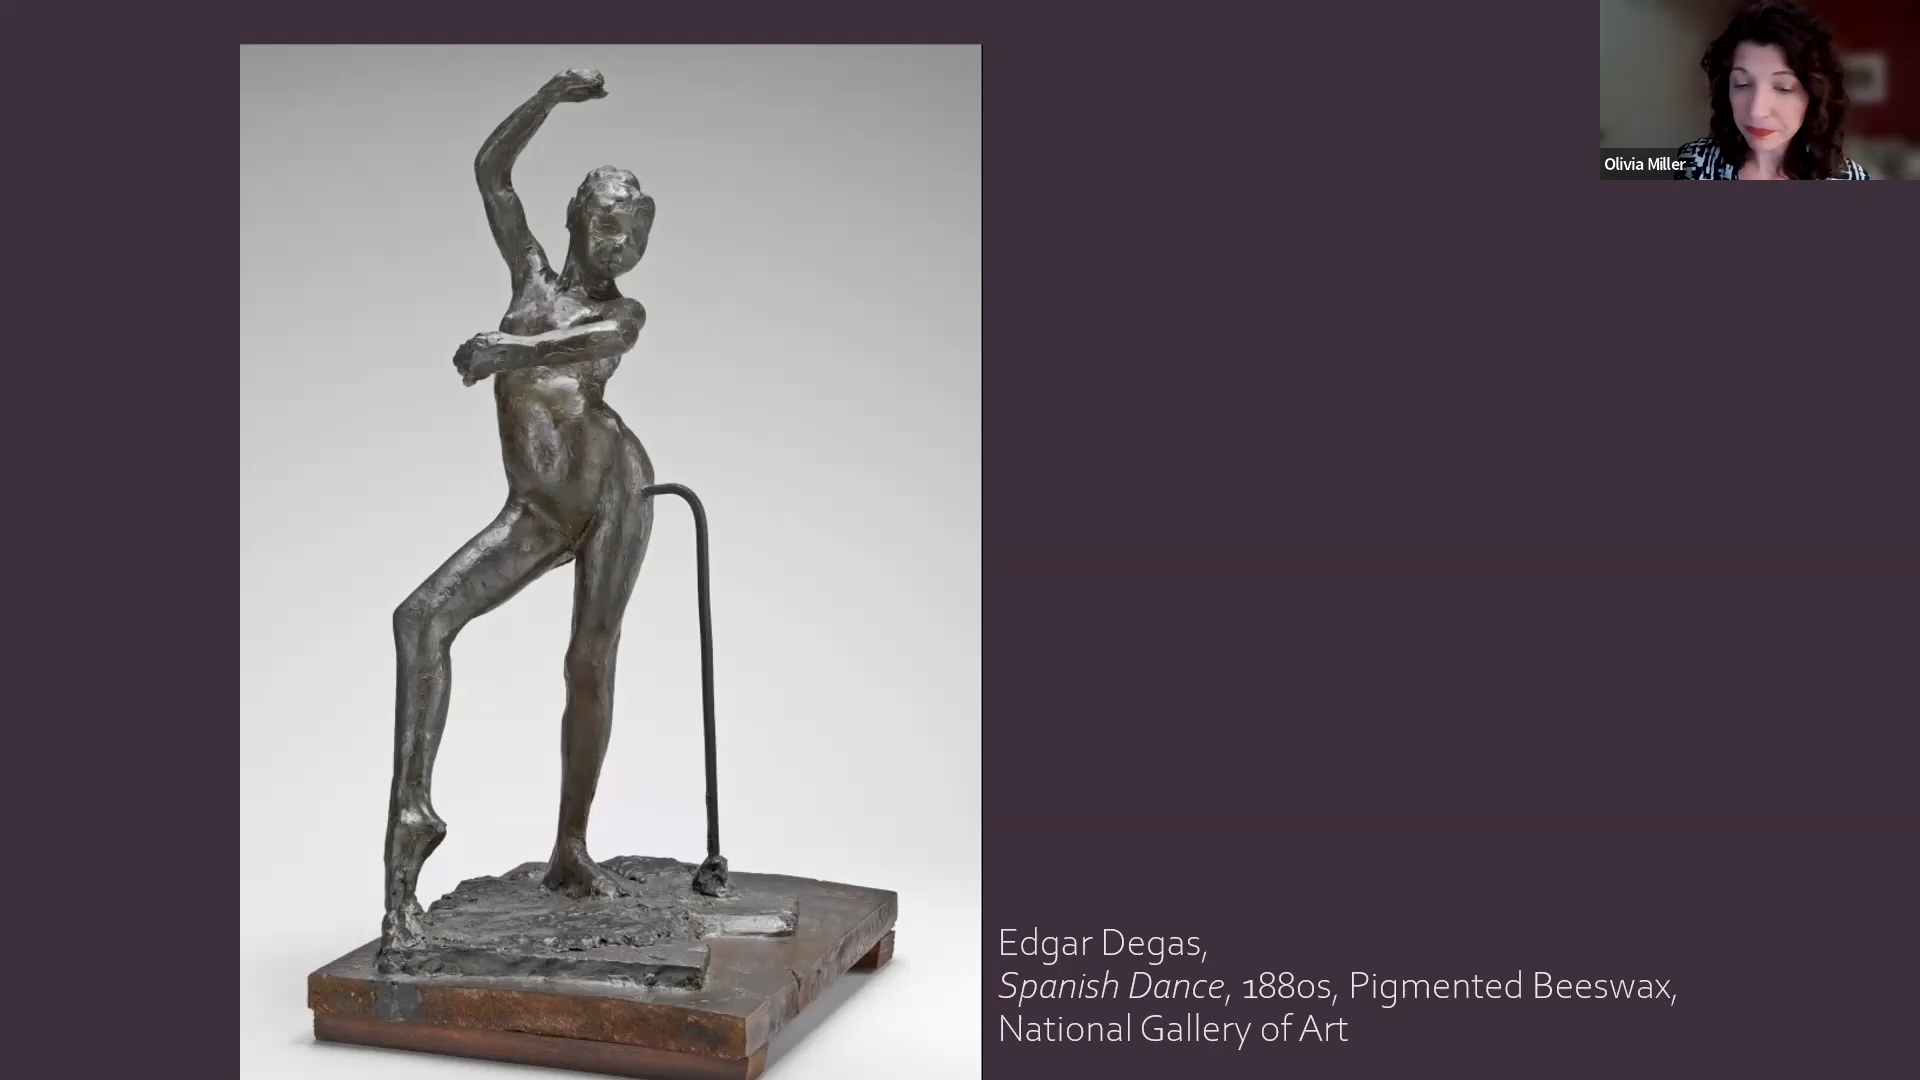 Olivia Miller
Edgar Degas,
Spanish Dance, 1880s, Pigmented Beeswax,
National Gallery of Art